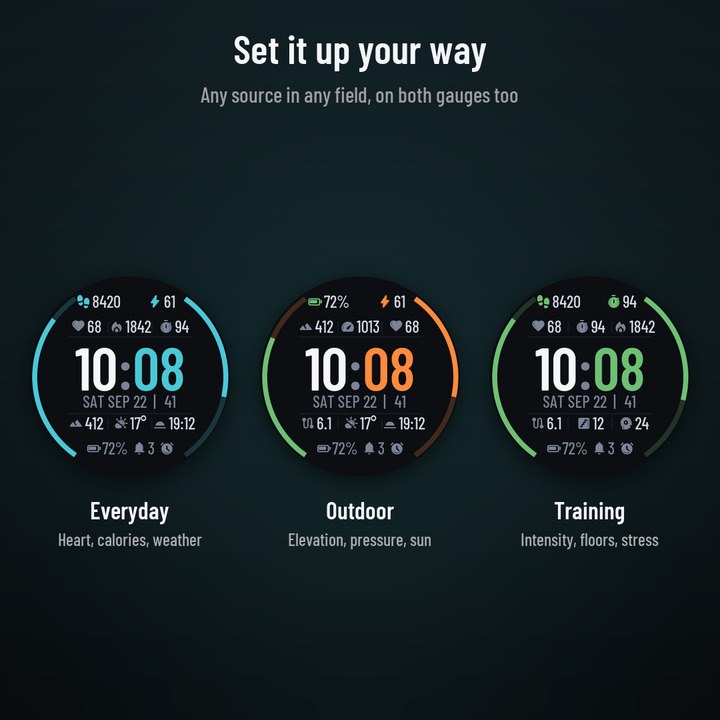 Set it up your way
Any source in any field, on both gauges too
8420 61
68 1842 94
10:08
SAT SEP 22 | 41
412 17° 19:12
72% 3
Everyday
Heart, calories, weather
72% 61
412 1013 68
10:08
SAT SEP 22 | 41
6.1 17° 19:12
72% 3
Outdoor
Elevation, pressure, sun
8420 94
68 94 1842
10:08
SAT SEP 22 | 41
6.1 12 24
72% 3
Training
Intensity, floors, stress